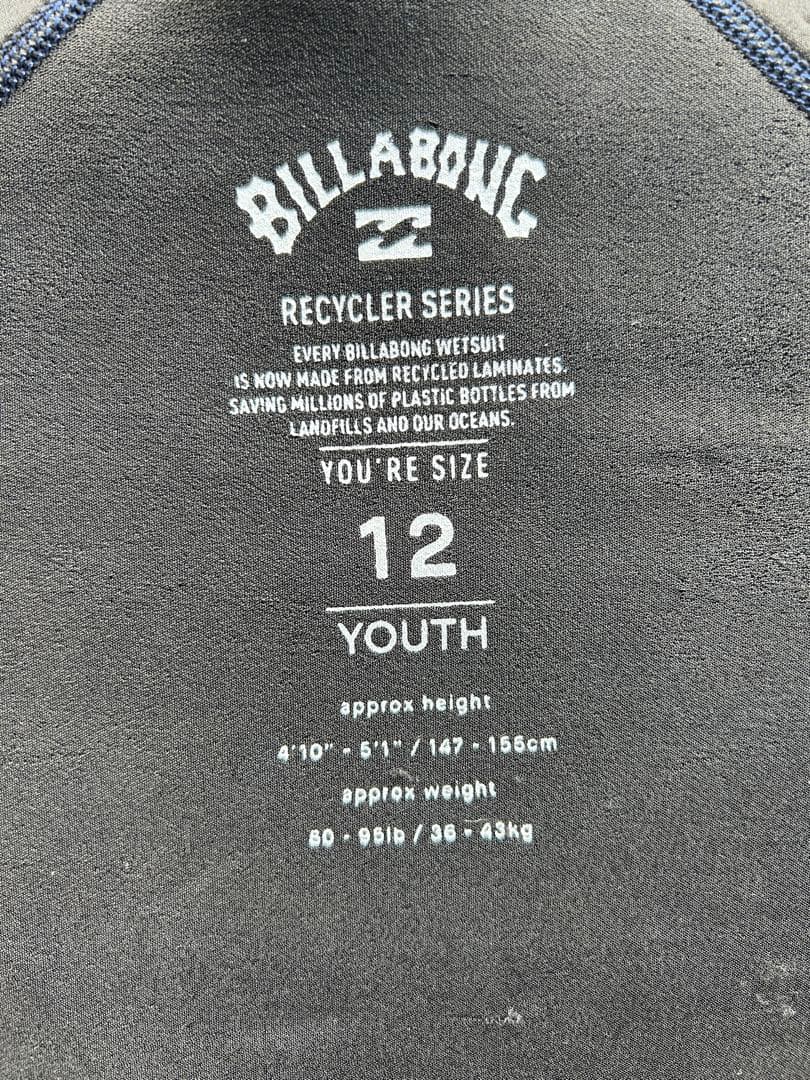 BILLABONG
RECYCLER SERIES
EVERY BILLABONG WETSUIT
IS NOW MADE FROM RECYCLED LAMINATES.
SAVING MILLIONS OF PLASTIC BOTTLES FROM
LANDFILLS AND OUR OCEANS.
YOU'RE SIZE
12
YOUTH
approx height
4'10" - 5'1" / 147 - 155cm
approx weight
80 - 95lb / 36 - 43kg